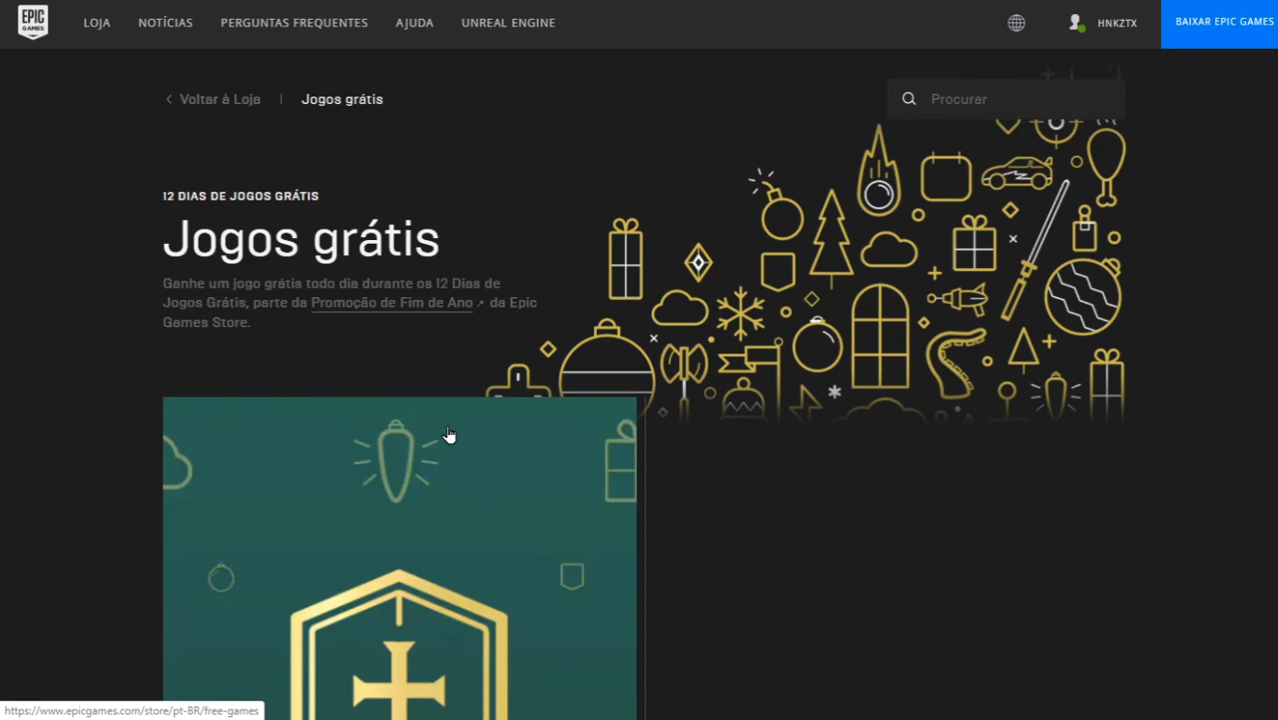 EPIC
GAMES
LOJA
NOTÍCIAS
PERGUNTAS FREQUENTES
AJUDA
UNREAL ENGINE
HNKZTX
BAIXAR EPIC GAMES
Voltar à Loja
Jogos grátis
Procurar
12 DIAS DE JOGOS GRÁTIS
Jogos grátis
Ganhe um jogo grátis todo dia durante os 12 Dias de
Jogos Grátis, parte da Promoção de Fim de Ano da Epic
Games Store.
https://www.epicgames.com/store/pt-BR/free-games